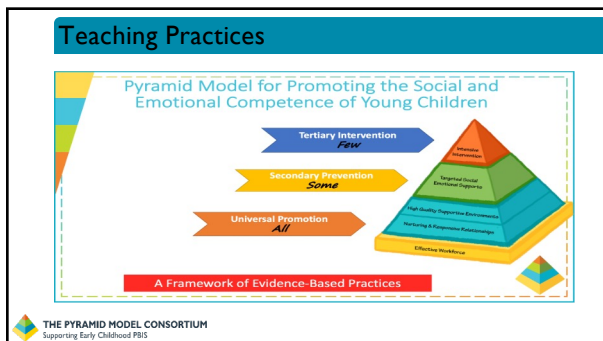 Teaching Practices
Pyramid Model for Promoting the Social and
Emotional Competence of Young Children
Tertiary Intervention
Few
Secondary Prevention
Some
Universal Promotion
All
Intensive
Intervention
Targeted Social
Emotional Supports
High Quality Supportive Environments
Nurturing & Responsive Relationships
Effective Workforce
A Framework of Evidence-Based Practices
THE PYRAMID MODEL CONSORTIUM
Supporting Early Childhood PBIS